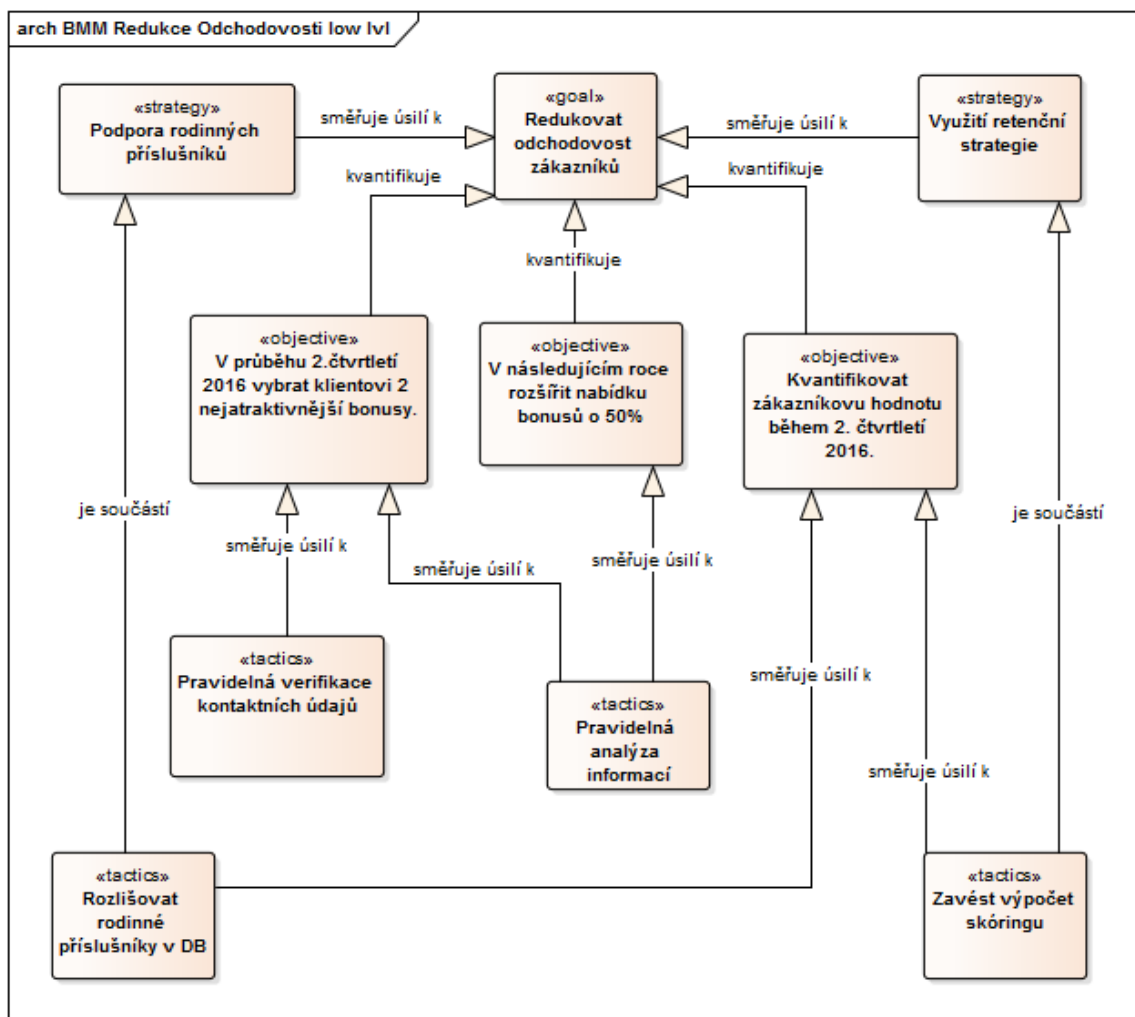 arch BMM Redukce Odchodovosti low lvl
«strategy»
Podpora rodinných
příslušníků
směřuje úsilí k
«goal»
Redukovat
odchodovost
zákazníků
směřuje úsilí k
«strategy»
Využití retenční
strategie
kvantifikuje
kvantifikuje
kvantifikuje
«objective»
V průběhu 2.čtvrtletí
2016 vybrat klientovi 2
nejatraktivnější bonusy.
«objective»
V následujícím roce
rozšířit nabídku
bonusů o 50%
«objective»
Kvantifikovat
zákazníkovu hodnotu
během 2. čtvrtletí
2016.
je součástí
je součástí
směřuje úsilí k
směřuje úsilí k
směřuje úsilí k
«tactics»
Pravidelná verifikace
kontaktních údajů
směřuje úsilí k
«tactics»
Pravidelná
analýza
informací
směřuje úsilí k
«tactics»
Rozlišovat
rodinné
příslušníky v DB
«tactics»
Zavést výpočet
skóringu